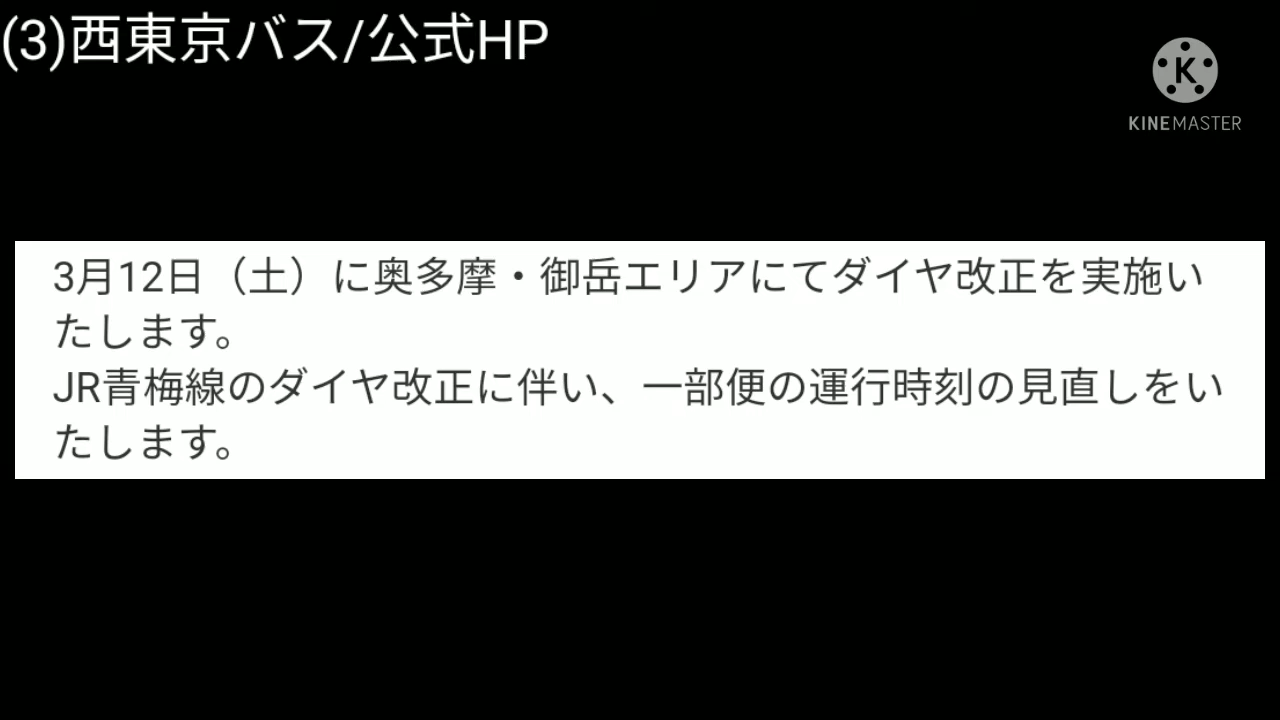 (3)西東京バス/公式HP
K
KINEMASTER
3月12日（土）に奥多摩・御岳エリアにてダイヤ改正を実施い
たします。
JR青梅線のダイヤ改正に伴い、一部便の運行時刻の見直しをい
たします。